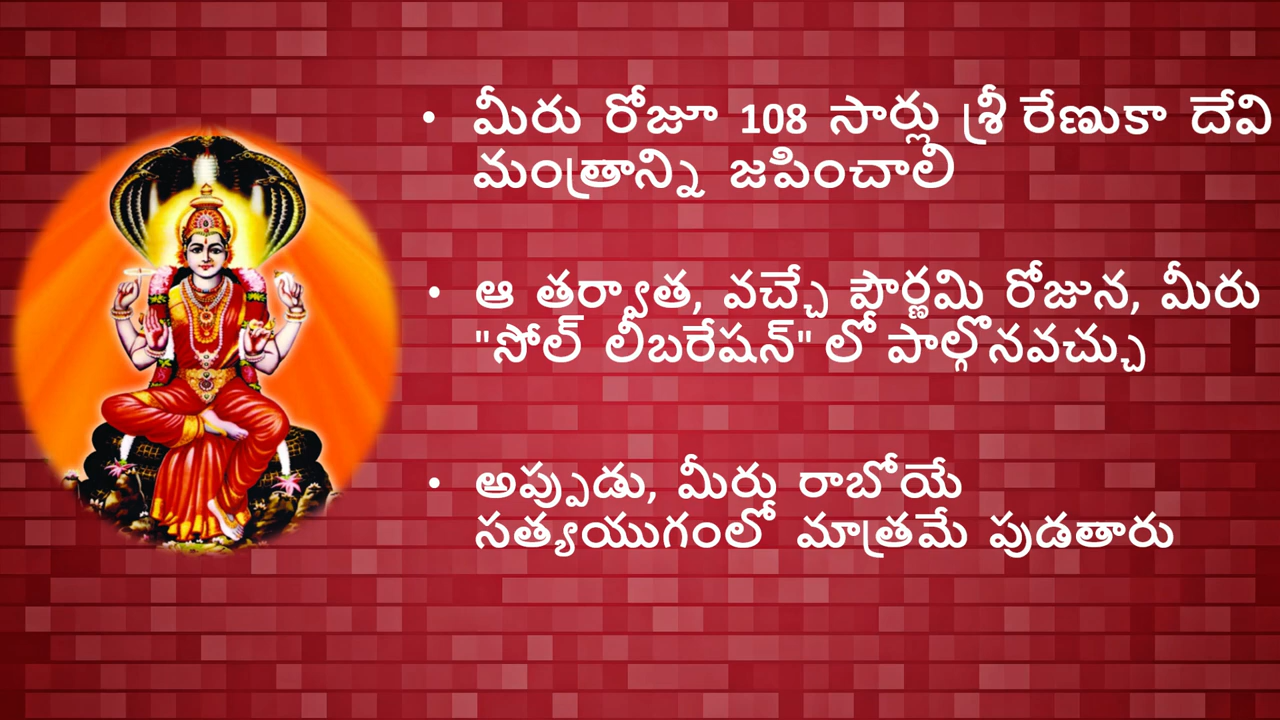 • మీరు రోజూ 108 సార్లు శ్రీ రేణుకా దేవి
మంత్రాన్ని జపించాలి
• ఆ తర్వాత, వచ్చే ఫౌర్ణమి రోజున, మీరు
"సోల్ లిబరేషన్" లో పాల్గొనవచ్చు
• అప్పుడు, మీరు రాబోయే
సత్యయుగంలో మాత్రమే పుడతారు